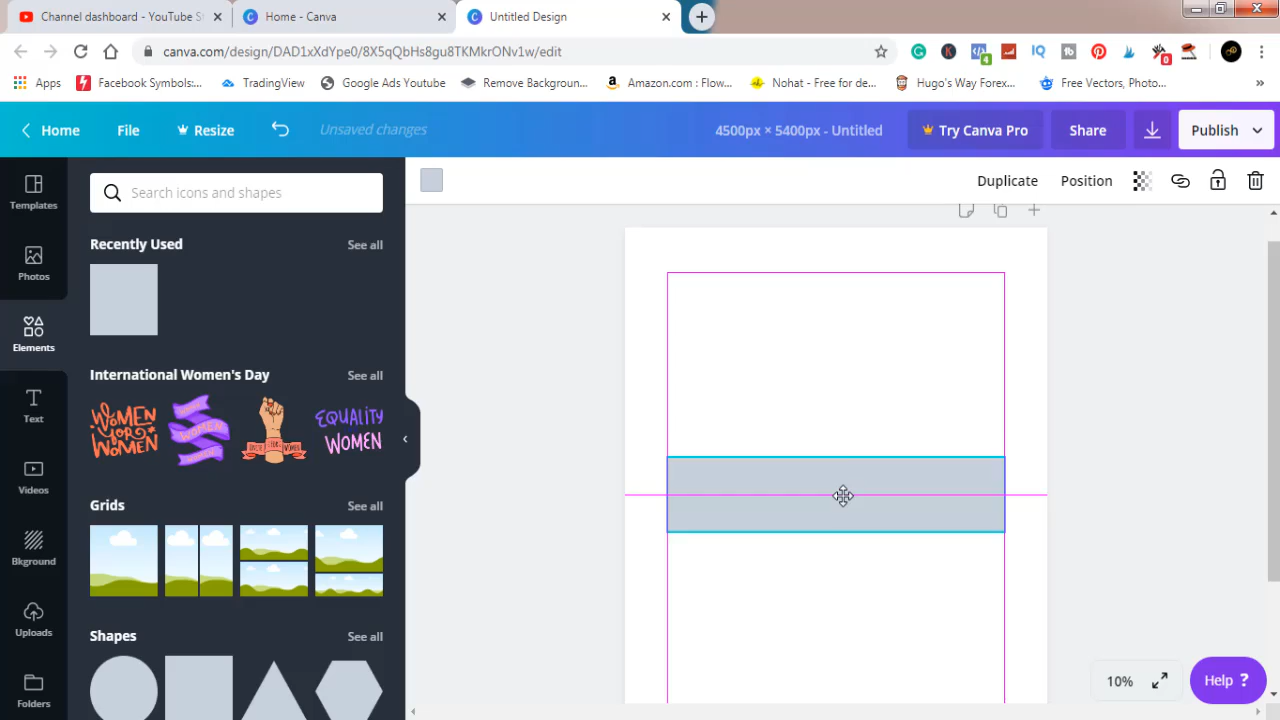 Channel dashboard - YouTube S
Home - Canva
Untitled Design
canva.com/design/DAD1xXdYpe0/8X5qObHs8gu8TKMkrONv1w/edit
4
0
Apps
Facebook Symbols:...
TradingView
Google Ads Youtube
Remove Backgroun...
Amazon.com : Flow...
Nohat - Free for de...
Hugo's Way Forex...
Free Vectors, Photo...
»
Home
File
Resize
Unsaved changes
4500px × 5400px - Untitled
Try Canva Pro
Share
Publish
Duplicate
Position
Templates
Photos
Elements
Text
Videos
Bkground
Uploads
Folders
Search icons and shapes
Recently Used
See all
International Women's Day
See all
WOMEN FOR WOMEN
EQUALITY
WOMEN
Grids
See all
Shapes
See all
10%
Help ?